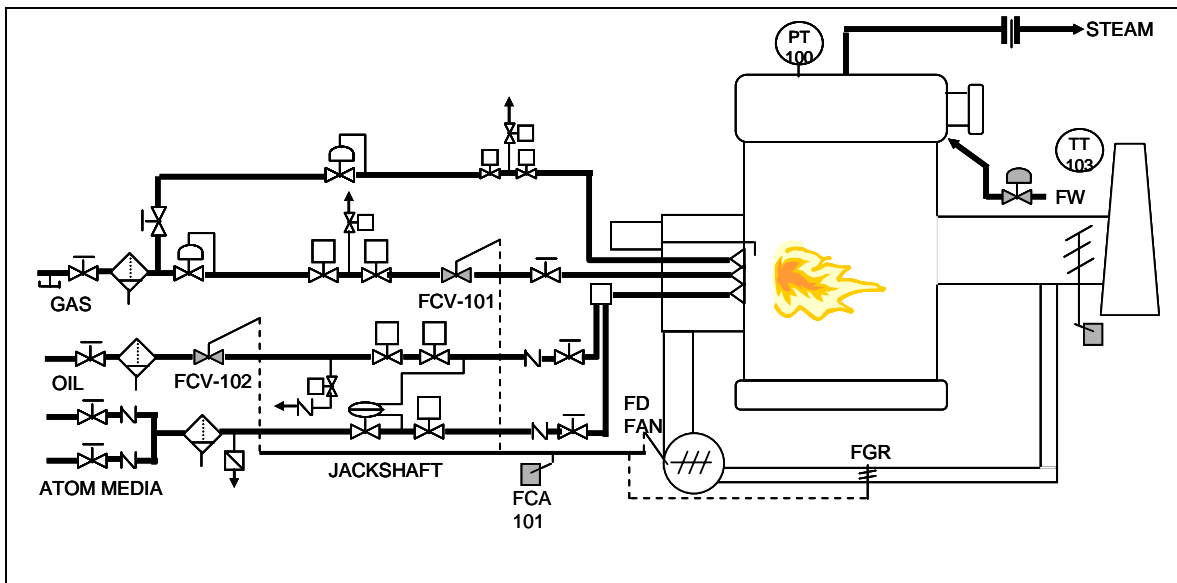 PT
100
STEAM
TT
103
FW
GAS
FCV-101
OIL
FCV-102
FD
FAN
ATOM MEDIA
JACKSHAFT
FCA
101
FGR